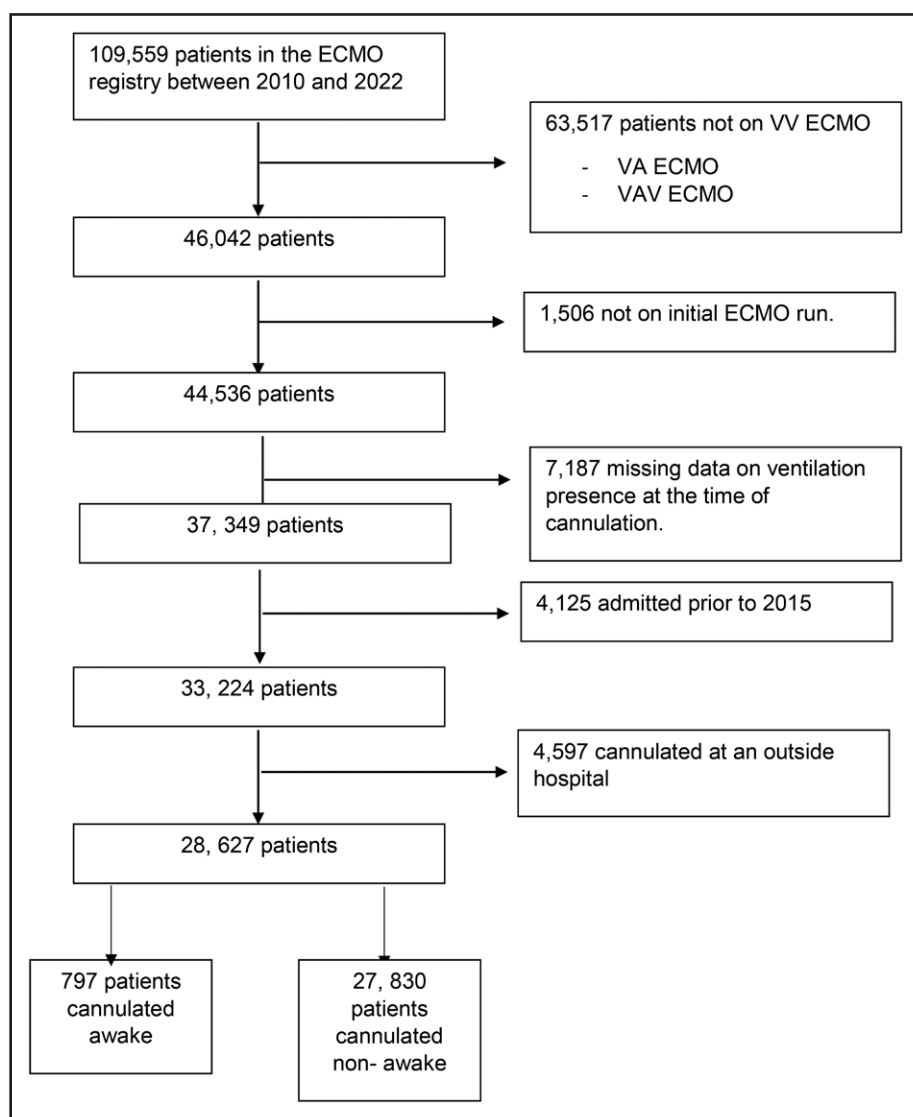 109,559 patients in the ECMO
registry between 2010 and 2022
63,517 patients not on VV ECMO
- VA ECMO
- VAV ECMO
46,042 patients
1,506 not on initial ECMO run.
44,536 patients
7,187 missing data on ventilation
presence at the time of
cannulation.
37, 349 patients
4,125 admitted prior to 2015
33, 224 patients
4,597 cannulated at an outside
hospital
28, 627 patients
797 patients
cannulated
awake
27, 830
patients
cannulated
non- awake